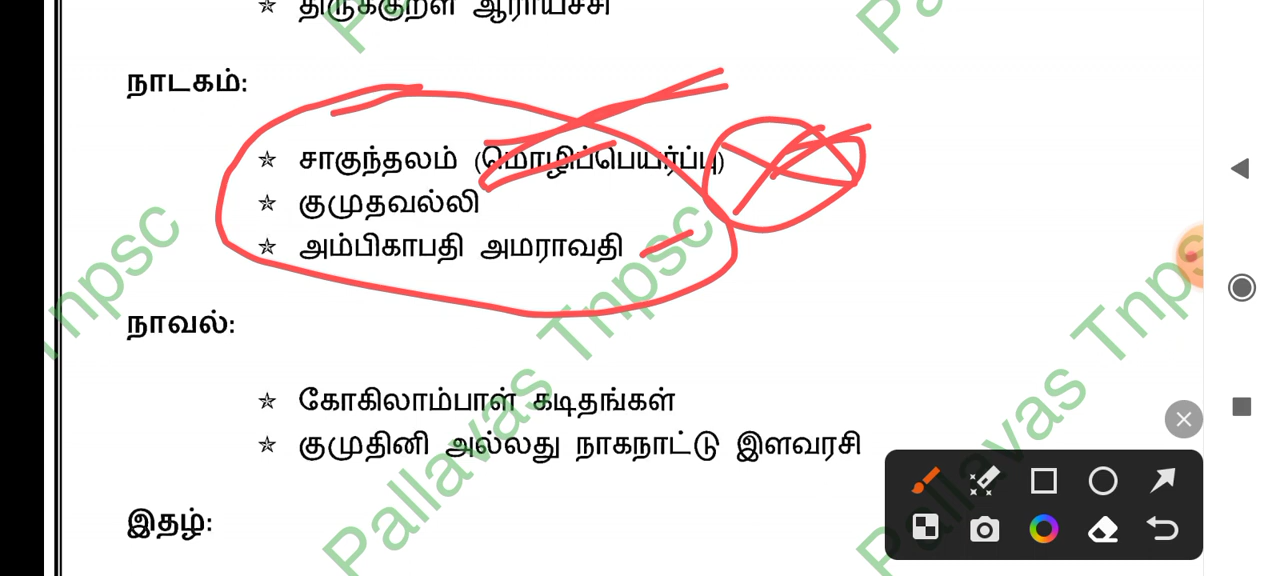 ✯ திருக்குறள் ஆராய்ச்சி
நாடகம்:
✯ சாகுந்தலம் (மொழிப்பெயர்ப்பு)
✯ குமுதவல்லி
✯ அம்பிகாபதி அமராவதி
நாவல்:
✯ கோகிலாம்பாள் கடிதங்கள்
✯ குமுதினி அல்லது நாகநாட்டு இளவரசி
இதழ்:
Tnpsc
Pallavas Tnpsc
Pallavas Tnpsc